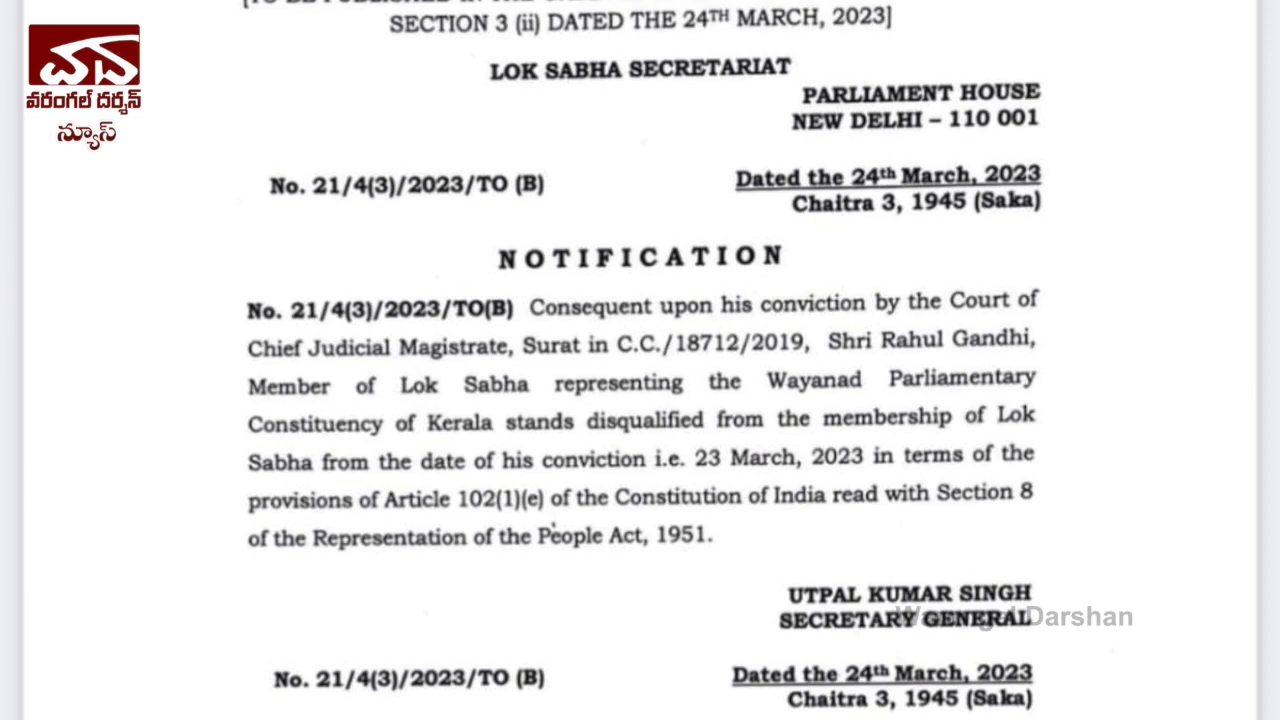 SECTION 3 (ii) DATED THE 24TH MARCH, 2023]
వరంగల్ దర్శన్
న్యూస్
LOK SABHA SECRETARIAT
PARLIAMENT HOUSE
NEW DELHI – 110 001
No. 21/4(3)/2023/TO (B)
Dated the 24th March, 2023
Chaitra 3, 1945 (Saka)
NOTIFICATION
No. 21/4(3)/2023/TO(B) Consequent upon his conviction by the Court of
Chief Judicial Magistrate, Surat in C.C./18712/2019, Shri Rahul Gandhi,
Member of Lok Sabha representing the Wayanad Parliamentary
Constituency of Kerala stands disqualified from the membership of Lok
Sabha from the date of his conviction i.e. 23 March, 2023 in terms of the
provisions of Article 102(1)(e) of the Constitution of India read with Section 8
of the Representation of the People Act, 1951.
UTPAL KUMAR SINGH
SECRETARY GENERAL
Warangal Darshan
No. 21/4(3)/2023/TO (B)
Dated the 24th March, 2023
Chaitra 3, 1945 (Saka)